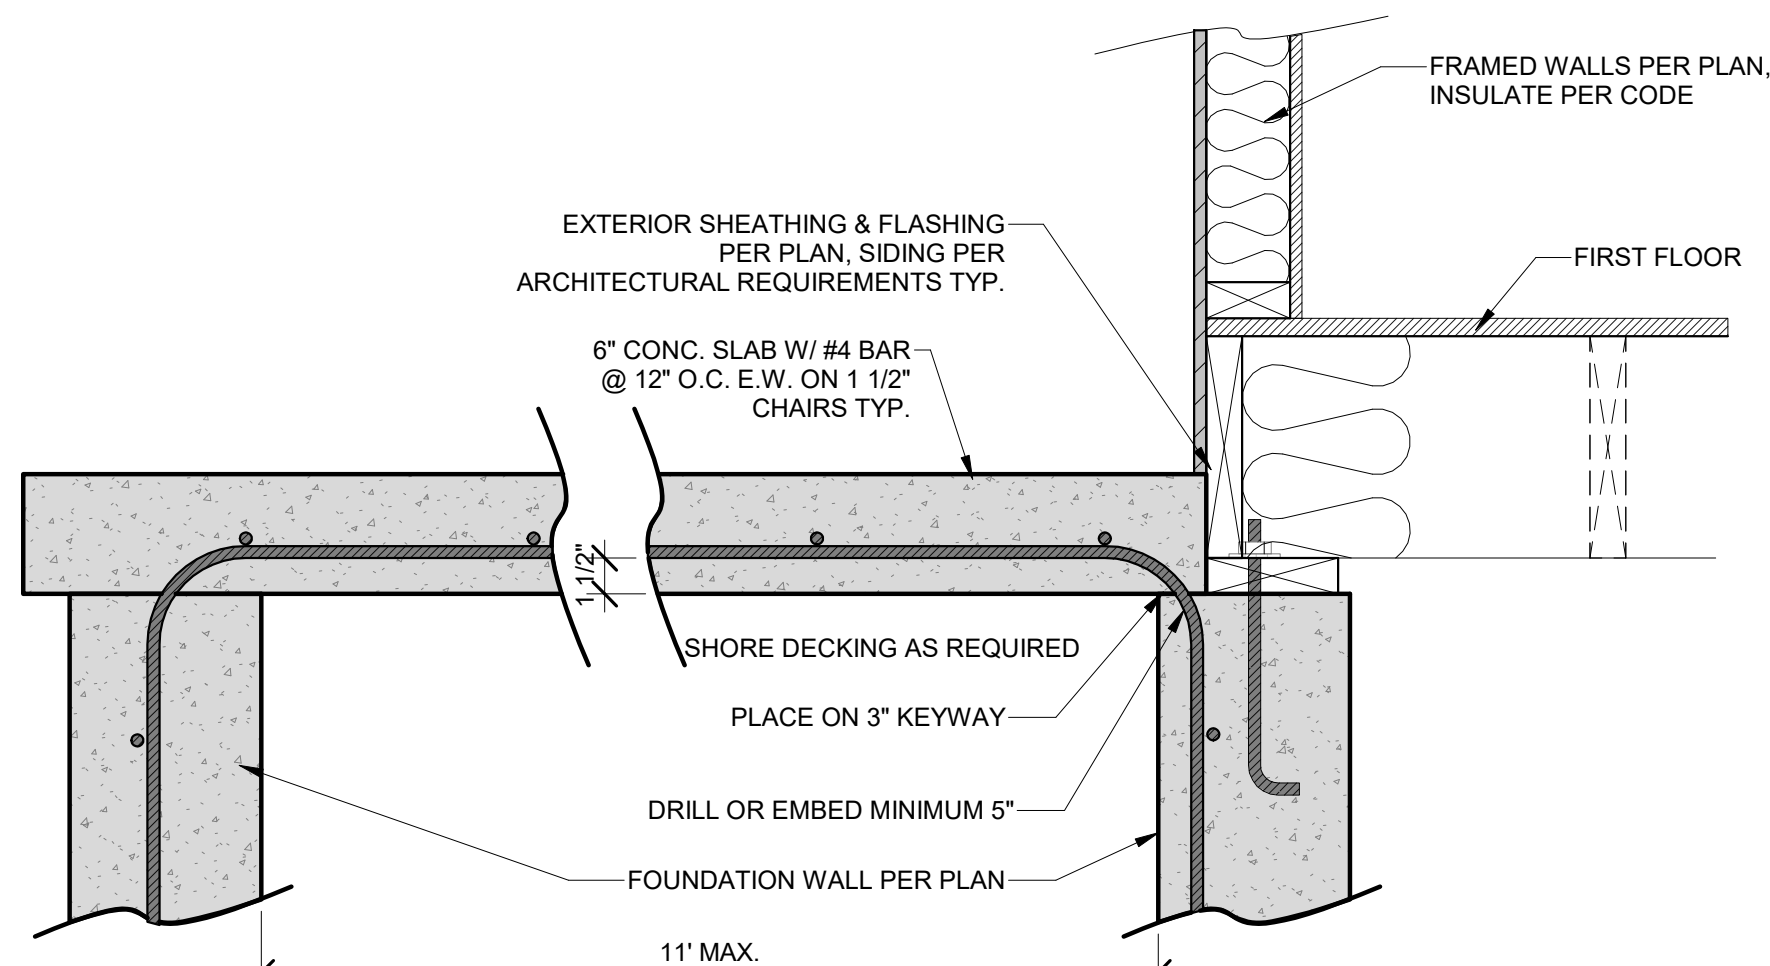 FRAMED WALLS PER PLAN,
INSULATE PER CODE
EXTERIOR SHEATHING & FLASHING
PER PLAN, SIDING PER
ARCHITECTURAL REQUIREMENTS TYP.
FIRST FLOOR
6" CONC. SLAB W/ #4 BAR
@ 12" O.C. E.W. ON 1 1/2"
CHAIRS TYP.
1 1/2"
SHORE DECKING AS REQUIRED
PLACE ON 3" KEYWAY
DRILL OR EMBED MINIMUM 5"
FOUNDATION WALL PER PLAN
11' MAX.